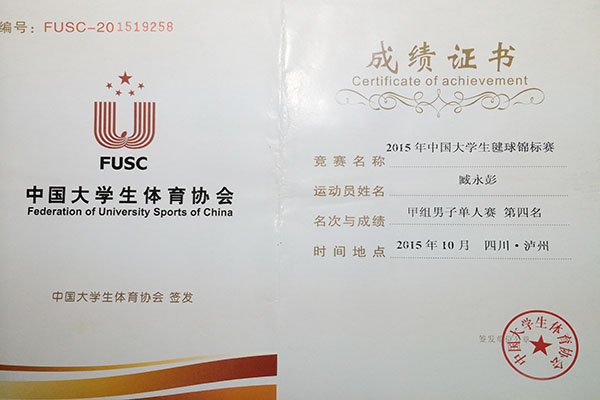 编号：FUSC-201519258
FUSC
中国大学生体育协会
Federation of University Sports of China
中国大学生体育协会 签发
成绩证书
Certificate of achievement
竞赛名称 2015年中国大学生毽球锦标赛
运动员姓名 臧永彭
名次与成绩 甲组男子单人赛 第四名
时间地点 2015年10月 四川·泸州
签发
中国大学生体育协会